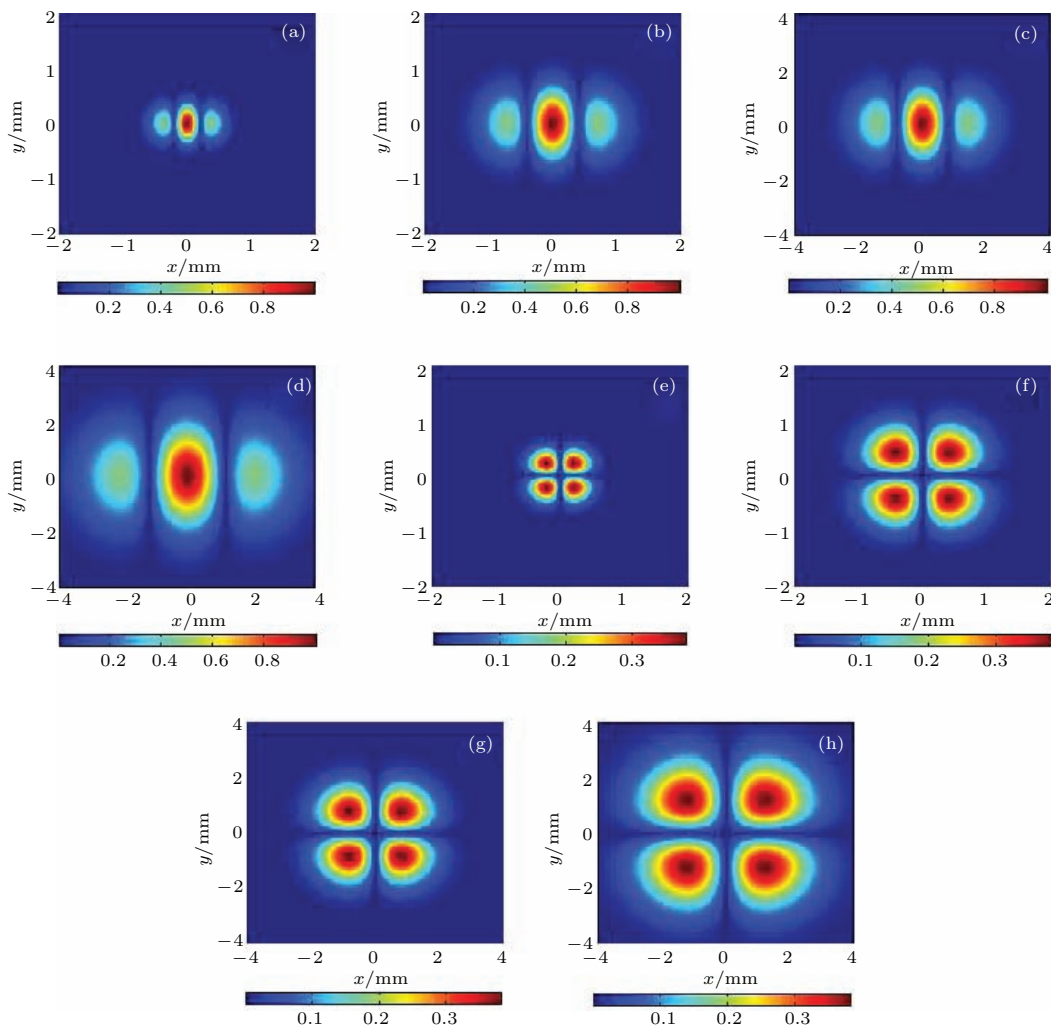 (a) (b) (c)
2 2 4
1 1 2
y/mm 0 y/mm 0 y/mm 0
−1 −1 −2
−2 −2 −4
−2 −1 0 1 2 −2 −1 0 1 2 −4 −2 0 2 4
x/mm x/mm x/mm
0.2 0.4 0.6 0.8 0.2 0.4 0.6 0.8 0.2 0.4 0.6 0.8
(d) (e) (f)
4 2 2
2 1 1
y/mm 0 y/mm 0 y/mm 0
−2 −1 −1
−4 −2 −2
−4 −2 0 2 4 −2 −1 0 1 2 −2 −1 0 1 2
x/mm x/mm x/mm
0.2 0.4 0.6 0.8 0.1 0.2 0.3 0.1 0.2 0.3
(g) (h)
4 4
2 2
y/mm 0 y/mm 0
−2 −2
−4 −4
−4 −2 0 2 4 −4 −2 0 2 4
x/mm x/mm
0.1 0.2 0.3 0.1 0.2 0.3